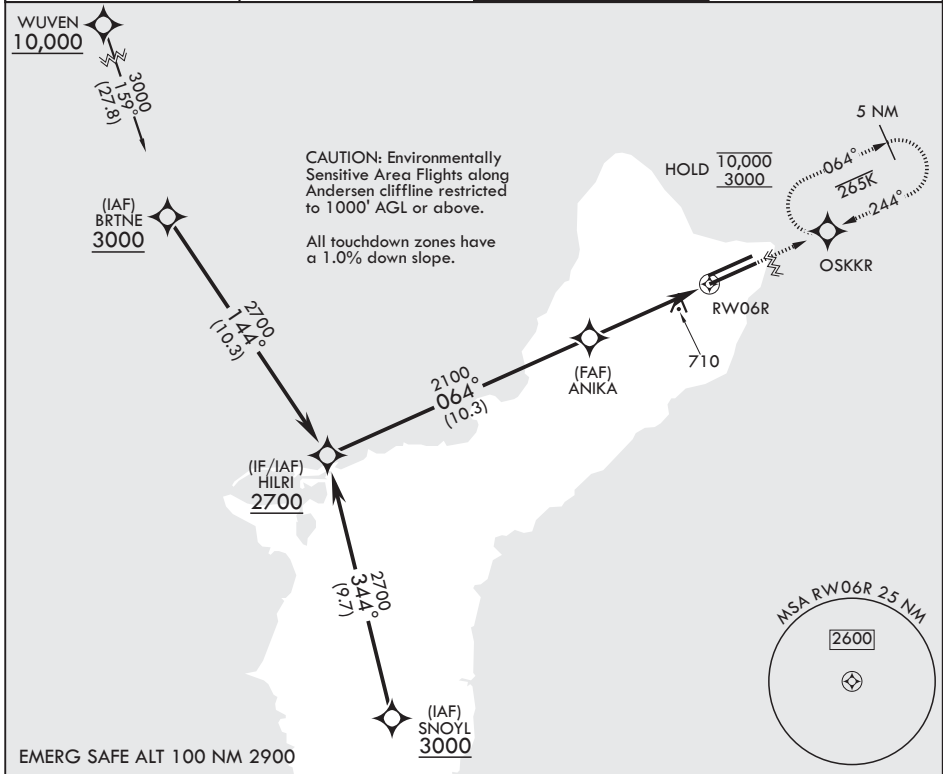 WUVEN
10,000
3000
159°
(27.8)
(IAF)
BRTNE
3000
CAUTION: Environmentally
Sensitive Area Flights along
Andersen cliffline restricted
to 1000' AGL or above.
All touchdown zones have
a 1.0% down slope.
5 NM
HOLD
10,000
3000
064°
265K
244°
OSKKR
RW06R
710
2700
144°
(10.3)
(FAF)
ANIKA
2100
064°
(10.3)
(IF/IAF)
HILRI
2700
2700
344°
(9.7)
(IAF)
SNOYL
3000
MSA RW06R 25 NM
2600
EMERG SAFE ALT 100 NM 2900